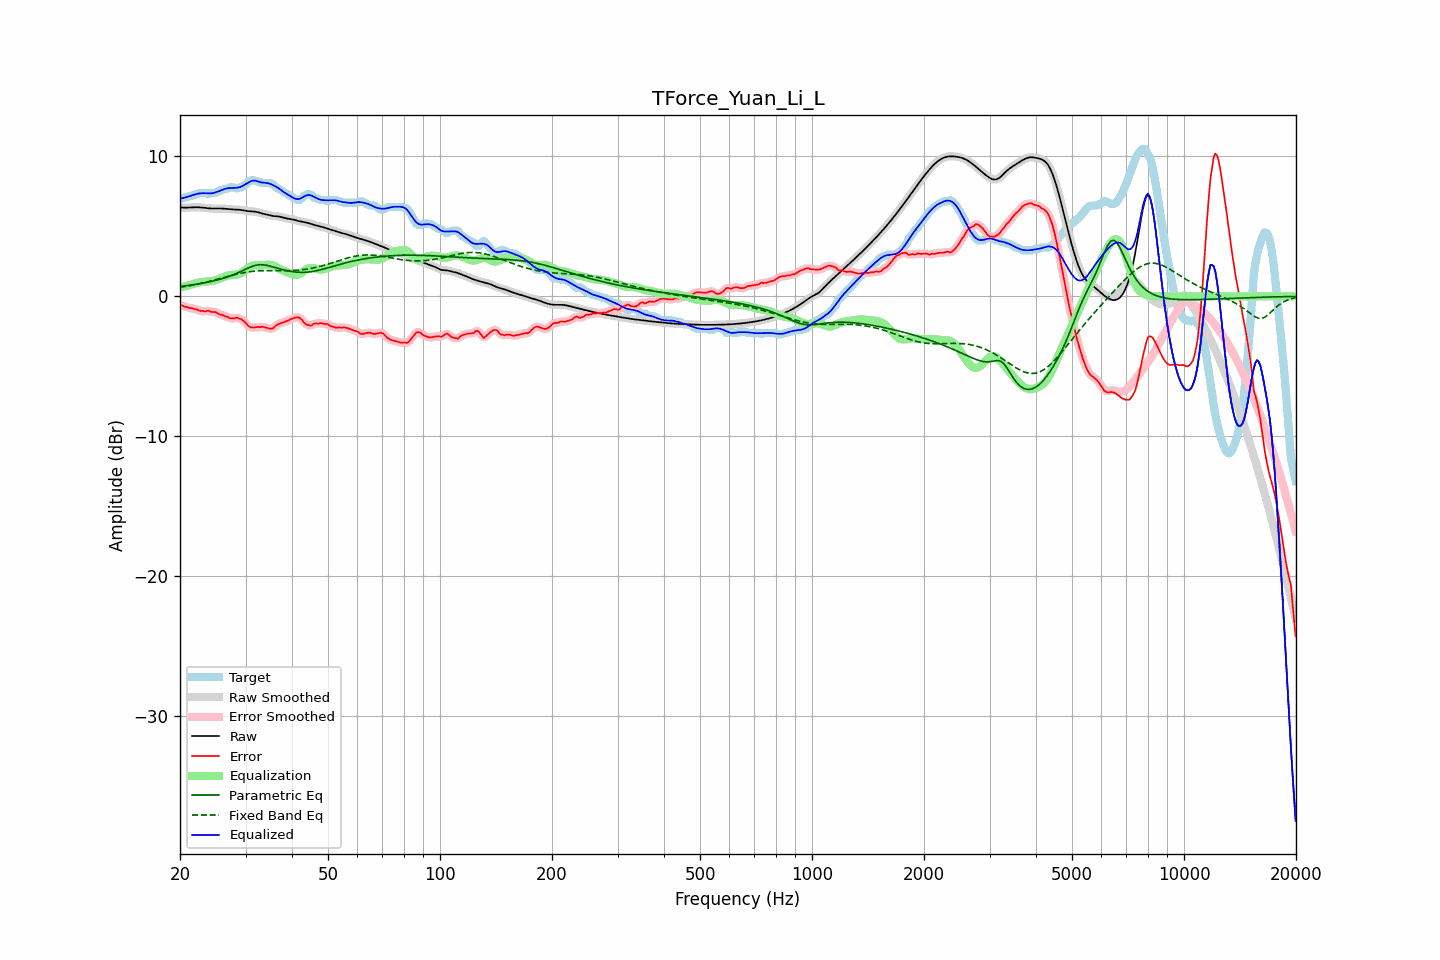 TForce_Yuan_Li_L
Amplitude (dBr)
10
0
−10
−20
−30
Target
Raw Smoothed
Error Smoothed
Raw
Error
Equalization
Parametric Eq
Fixed Band Eq
Equalized
20 50 100 200 500 1000 2000 5000 10000 20000
Frequency (Hz)